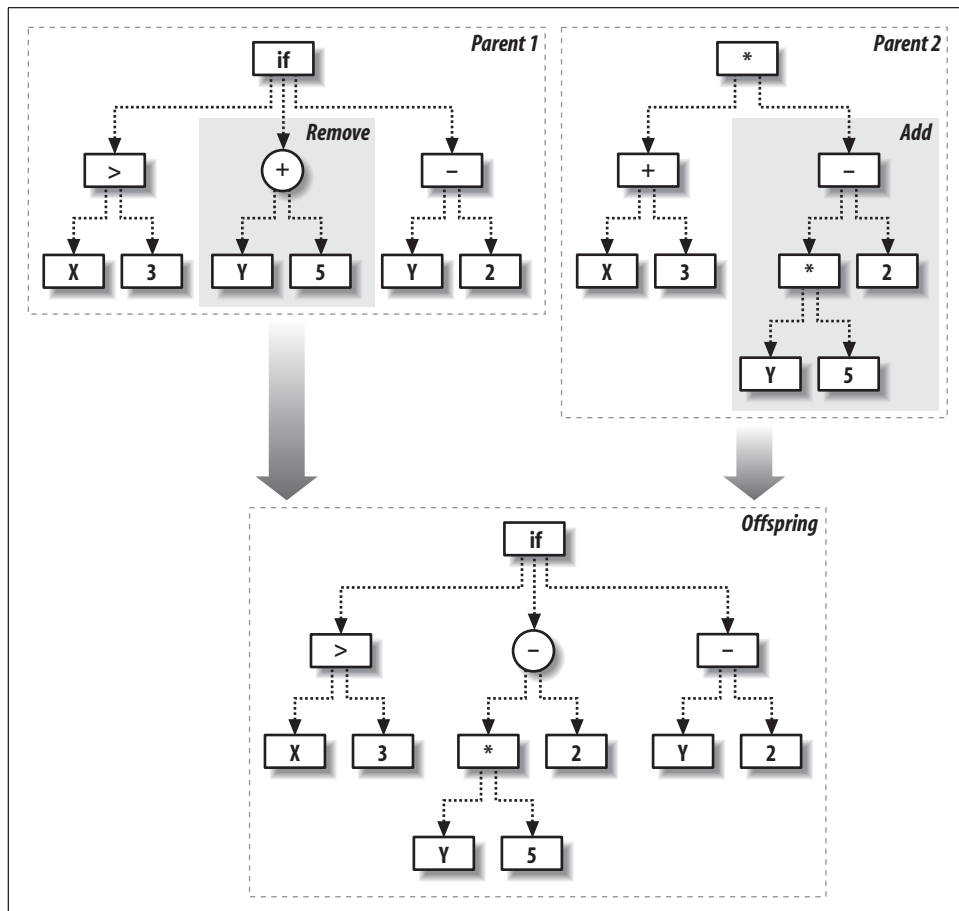 Parent 1
if
Remove
> + −
X 3 Y 5 Y 2
Parent 2
*
Add
+ −
X 3 * 2
Y 5
Offspring
if
> − −
X 3 * 2 Y 2
Y 5